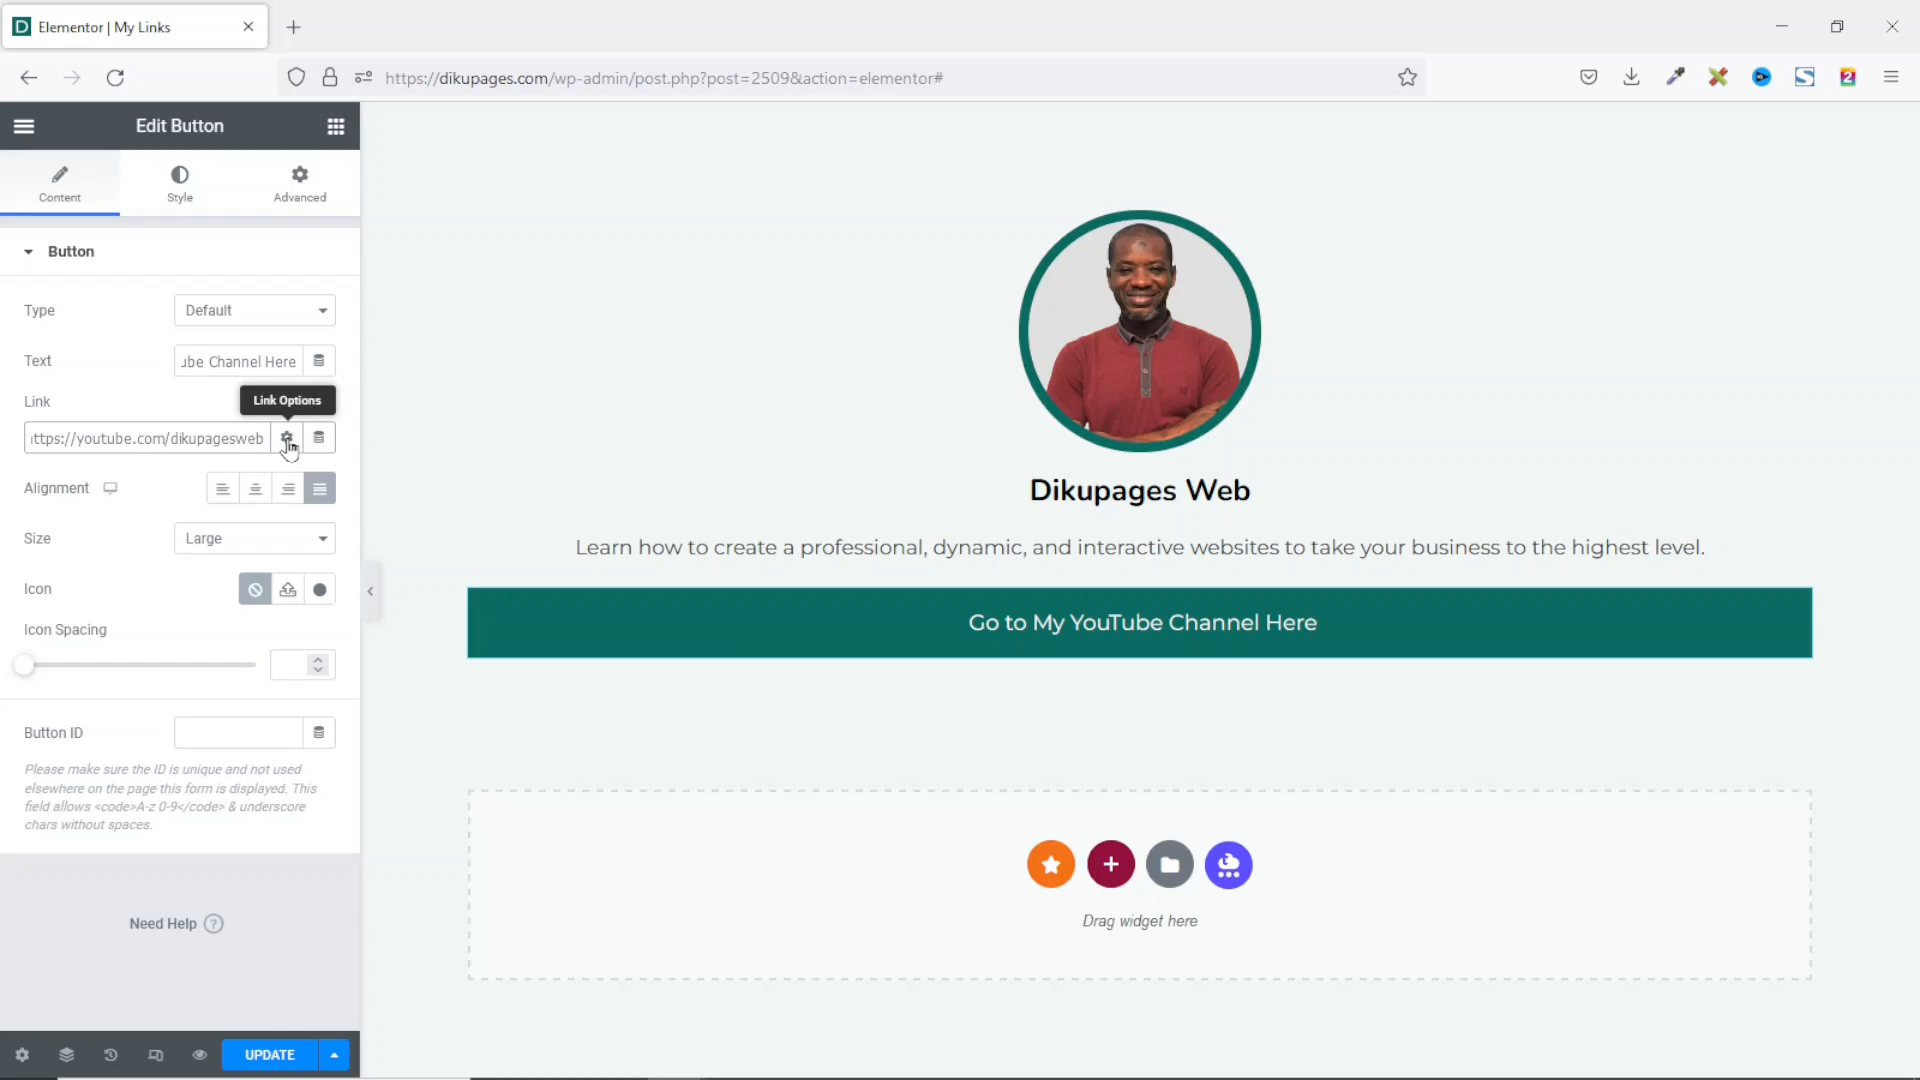 Elementor | My Links
https://dikupages.com/wp-admin/post.php?post=2509&action=elementor#
Edit Button
Content
Style
Advanced
Button
Type
Default
Text
ube Channel Here
Link
Link Options
https://youtube.com/dikupagesweb
Alignment
Size
Large
Icon
Icon Spacing
Button ID
Please make sure the ID is unique and not used
elsewhere on the page this form is displayed. This
field allows <code>A-z 0-9</code> & underscore
chars without spaces.
Need Help ?
UPDATE
Dikupages Web
Learn how to create a professional, dynamic, and interactive websites to take your business to the highest level.
Go to My YouTube Channel Here
Drag widget here